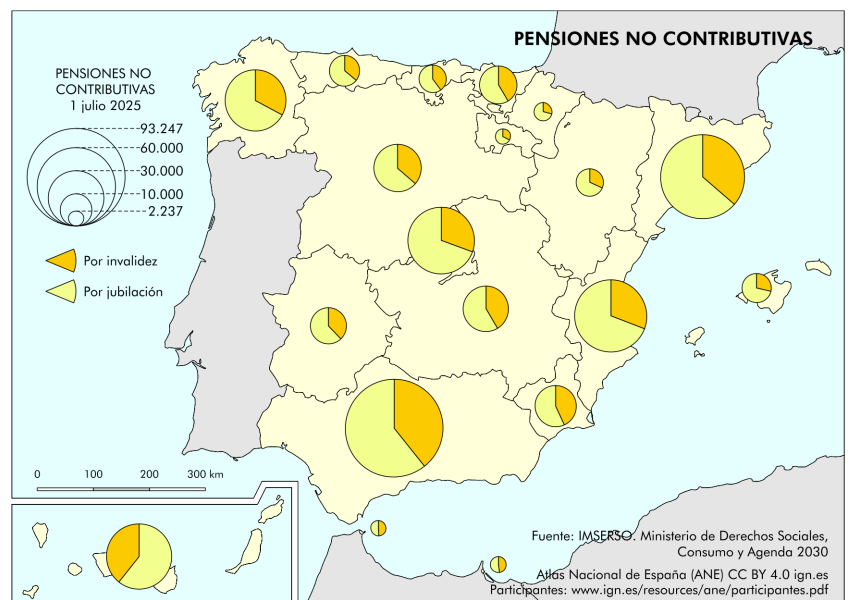 PENSIONES NO CONTRIBUTIVAS
PENSIONES NO
CONTRIBUTIVAS
1 julio 2025
93.247
60.000
30.000
10.000
2.237
Por invalidez
Por jubilación
0 100 200 300 km
Fuente: IMSERSO. Ministerio de Derechos Sociales,
Consumo y Agenda 2030
Atlas Nacional de España (ANE) CC BY 4.0 ign.es
Participantes: www.ign.es/resources/ane/participantes.pdf